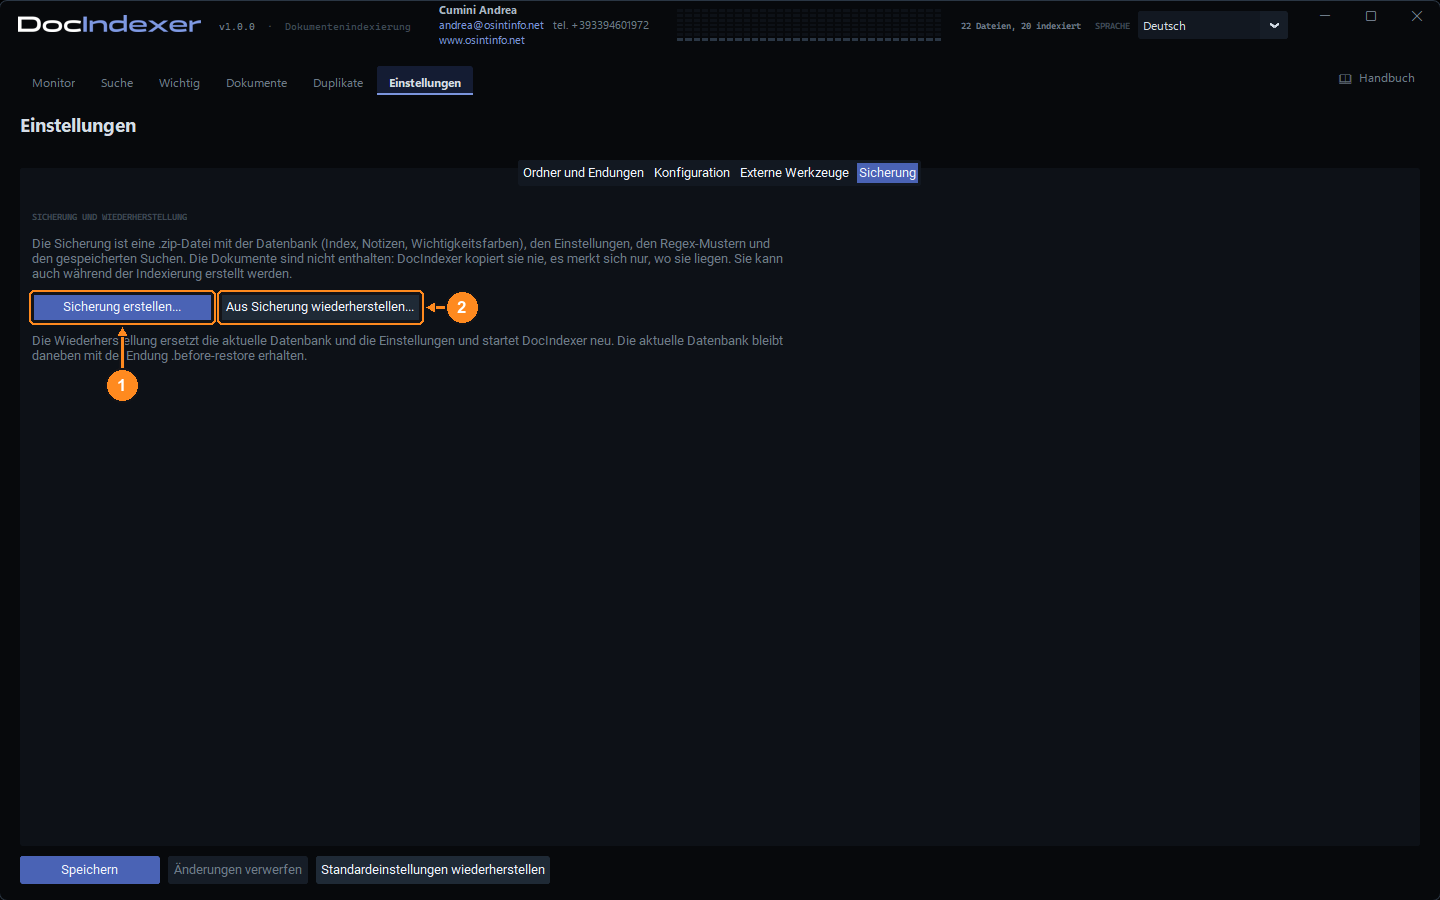 DocIndexer v1.0.0 · Dokumentenindexierung
Cumini Andrea
andrea@osintinfo.net tel. +393394601972
www.osintinfo.net
22 Dateien, 20 indexiert SPRACHE Deutsch
Monitor Suche Wichtig Dokumente Duplikate Einstellungen Handbuch
Einstellungen
Ordner und Endungen Konfiguration Externe Werkzeuge Sicherung
SICHERUNG UND WIEDERHERSTELLUNG
Die Sicherung ist eine .zip-Datei mit der Datenbank (Index, Notizen, Wichtigkeitsfarben), den Einstellungen, den Regex-Mustern und
den gespeicherten Suchen. Die Dokumente sind nicht enthalten: DocIndexer kopiert sie nie, es merkt sich nur, wo sie liegen. Sie kann
auch während der Indexierung erstellt werden.
Sicherung erstellen... Aus Sicherung wiederherstellen... 2
Die Wiederherstellung ersetzt die aktuelle Datenbank und die Einstellungen und startet DocIndexer neu. Die aktuelle Datenbank bleibt
daneben mit der Endung .before-restore erhalten.
1
Speichern Änderungen verwerfen Standardeinstellungen wiederherstellen